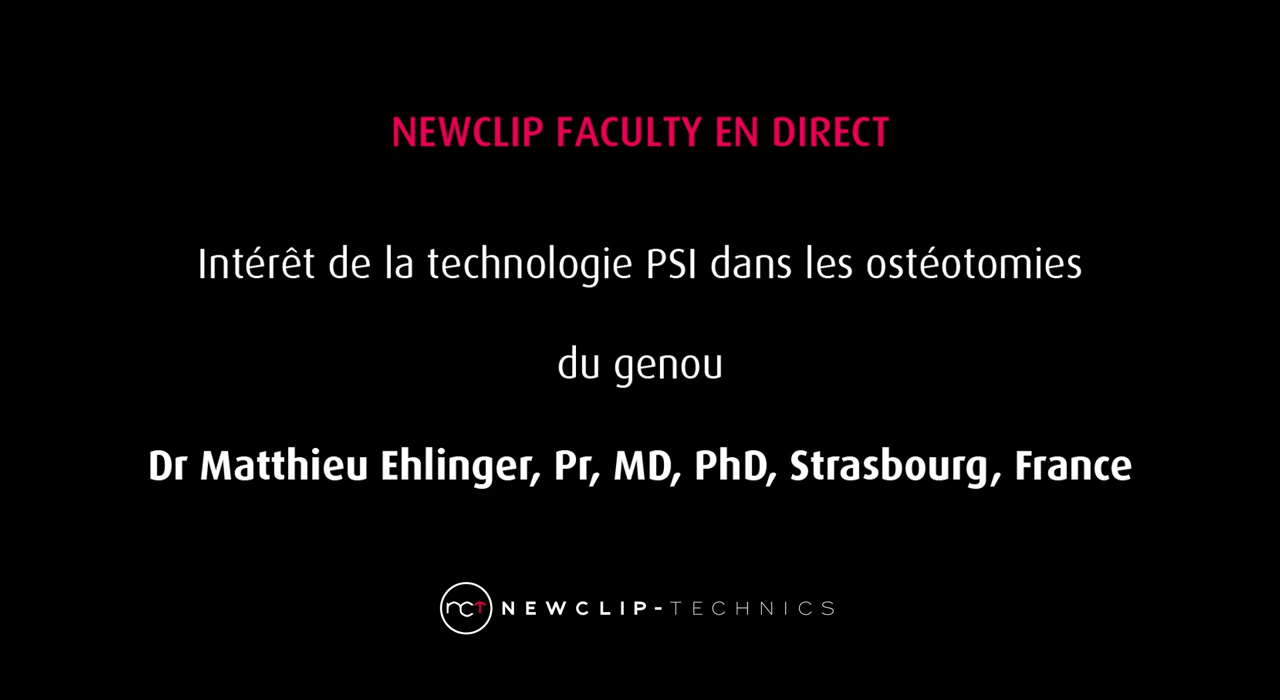 NEWCLIP FACULTY EN DIRECT
Intérêt de la technologie PSI dans les ostéotomies
du genou
Dr Matthieu Ehlinger, Pr, MD, PhD, Strasbourg, France
nct NEWCLIP-TECHNICS